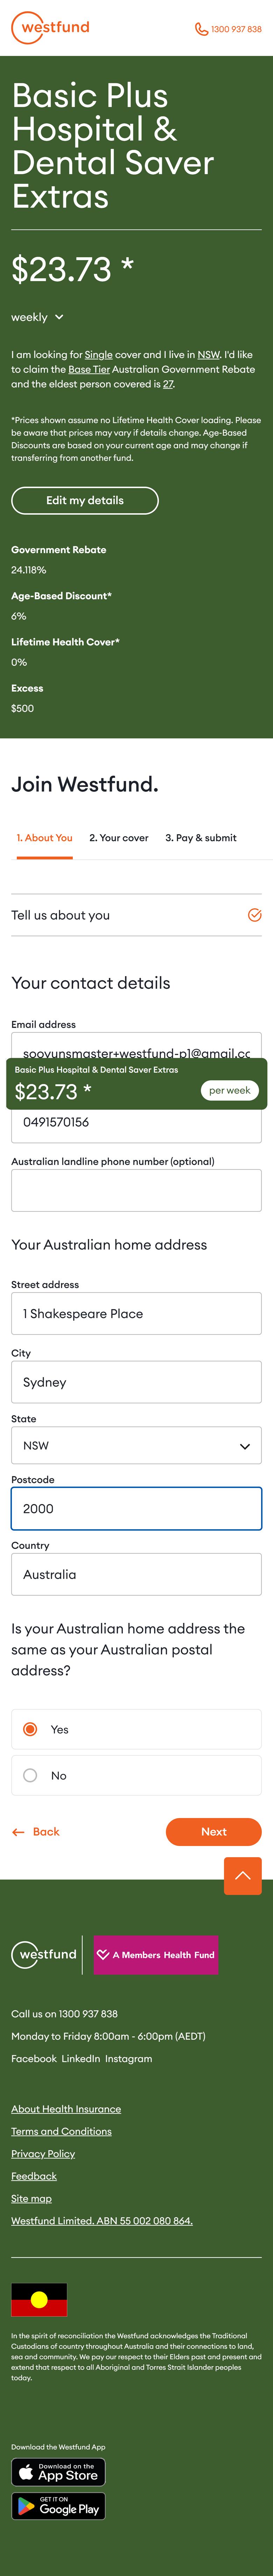 westfund
1300 937 838
Basic Plus
Hospital &
Dental Saver
Extras
$23.73 *
weekly
I am looking for Single cover and I live in NSW. I'd like
to claim the Base Tier Australian Government Rebate
and the eldest person covered is 27.
*Prices shown assume no Lifetime Health Cover loading. Please
be aware that prices may vary if details change. Age-Based
Discounts are based on your current age and may change if
transferring from another fund.
Edit my details
Government Rebate
24.118%
Age-Based Discount*
6%
Lifetime Health Cover*
0%
Excess
$500
Join Westfund.
1. About You 2. Your cover 3. Pay & submit
Tell us about you
Your contact details
Email address
sooyunsmaster+westfund-p1@gmail.cc
Basic Plus Hospital & Dental Saver Extras
$23.73 *
per week
0491570156
Australian landline phone number (optional)
Your Australian home address
Street address
1 Shakespeare Place
City
Sydney
State
NSW
Postcode
2000
Country
Australia
Is your Australian home address the
same as your Australian postal
address?
Yes
No
Back
Next
westfund
A Members Health Fund
Call us on 1300 937 838
Monday to Friday 8:00am - 6:00pm (AEDT)
Facebook LinkedIn Instagram
About Health Insurance
Terms and Conditions
Privacy Policy
Feedback
Site map
Westfund Limited. ABN 55 002 080 864.
In the spirit of reconciliation the Westfund acknowledges the Traditional
Custodians of country throughout Australia and their connections to land,
sea and community. We pay our respect to their Elders past and present and
extend that respect to all Aboriginal and Torres Strait Islander peoples
today.
Download the Westfund App
Download on the
App Store
GET IT ON
Google Play